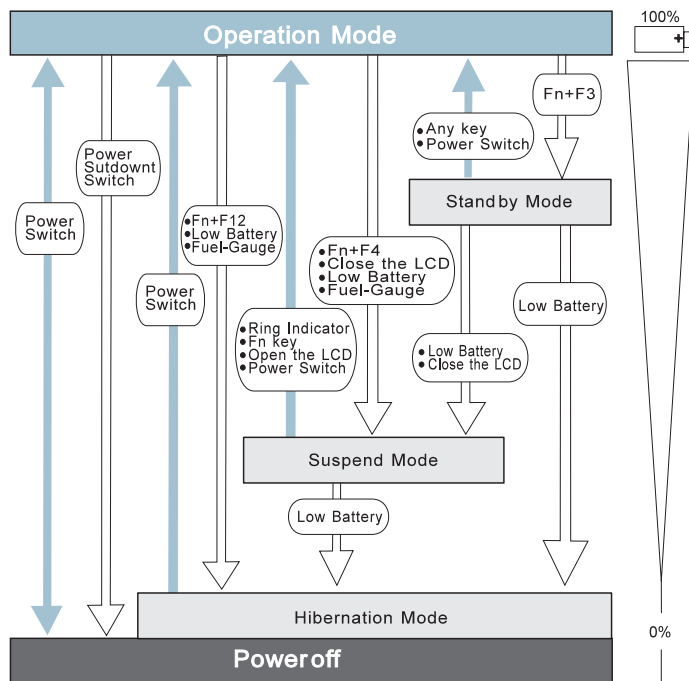 100%
Operation Mode
+
Fn+F3
• Any key
• Power Switch
Power
Sutdownt
Switch
Standby Mode
Power
Switch
•Fn+F12
•Low Battery
•Fuel-Gauge
•Fn+F4
•Close the LCD
•Low Battery
•Fuel-Gauge
Power
Switch
Low Battery
•Ring Indicator
•Fn key
•Open the LCD
•Power Switch
•Low Battery
•Close the LCD
Suspend Mode
Low Battery
Hibernation Mode
0%
Power off